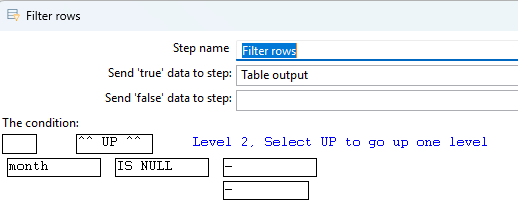 Filter rows
Step name Filter rows
Send 'true' data to step: Table output
Send 'false' data to step:
The condition:
^^ UP ^^ Level 2, Select UP to go up one level
month IS NULL -
-